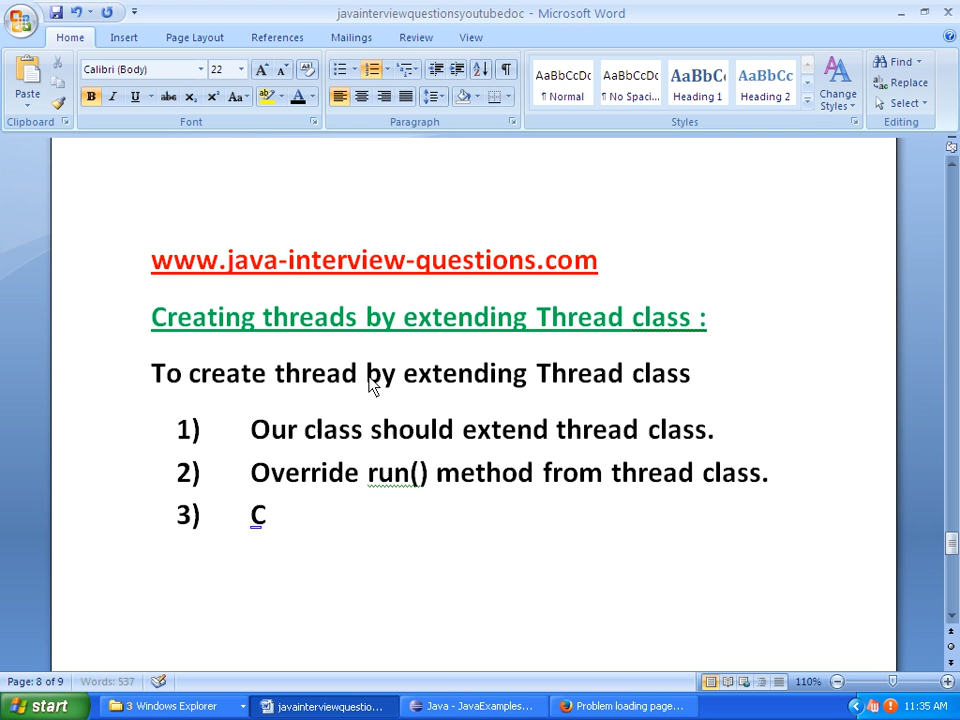 javainterviewquestionsyoutubedoc - Microsoft Word
Home Insert Page Layout References Mailings Review View
Paste
Calibri (Body) 22
B I U abc x₂ x² Aa
AaBbCcDc AaBbCcDc AaBbC AaBbCc
¶ Normal ¶ No Spaci... Heading 1 Heading 2
Change Styles
Find
Replace
Select
Clipboard Font Paragraph Styles Editing
www.java-interview-questions.com
Creating threads by extending Thread class :
To create thread by extending Thread class
1) Our class should extend thread class.
2) Override run() method from thread class.
3) C
Page: 8 of 9 Words: 537 110%
start 3 Windows Explorer javainterviewquestio... Java - JavaExamples... Problem loading page... 11:35 AM